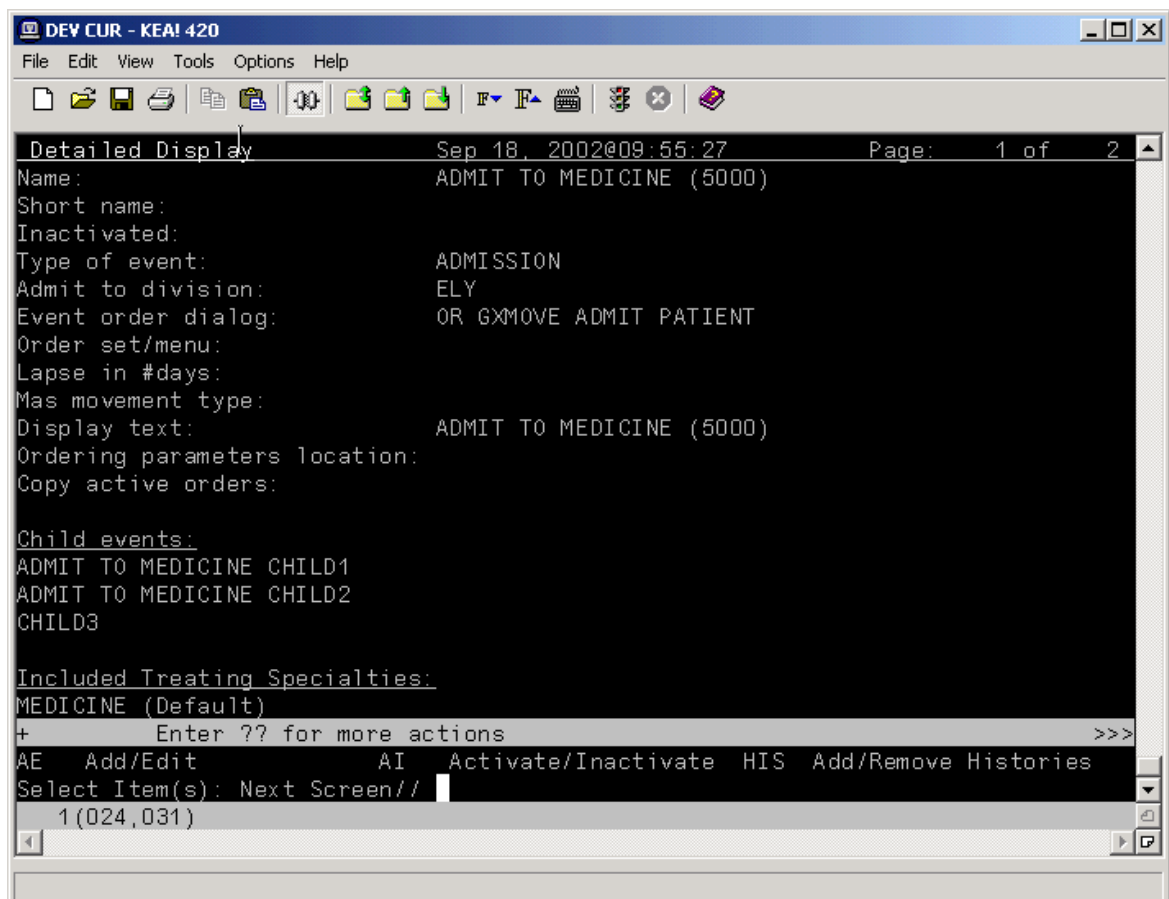 DEV CUR - KEA! 420
File Edit View Tools Options Help
Detailed Display Sep 18, 2002@09:55:27 Page: 1 of 2
Name: ADMIT TO MEDICINE (5000)
Short name:
Inactivated:
Type of event: ADMISSION
Admit to division: ELY
Event order dialog: OR GXMOVE ADMIT PATIENT
Order set/menu:
Lapse in #days:
Mas movement type:
Display text: ADMIT TO MEDICINE (5000)
Ordering parameters location:
Copy active orders:
Child events:
ADMIT TO MEDICINE CHILD1
ADMIT TO MEDICINE CHILD2
CHILD3
Included Treating Specialties:
MEDICINE (Default)
+ Enter ?? for more actions >>>
AE Add/Edit AI Activate/Inactivate HIS Add/Remove Histories
Select Item(s): Next Screen//
1(024,031)